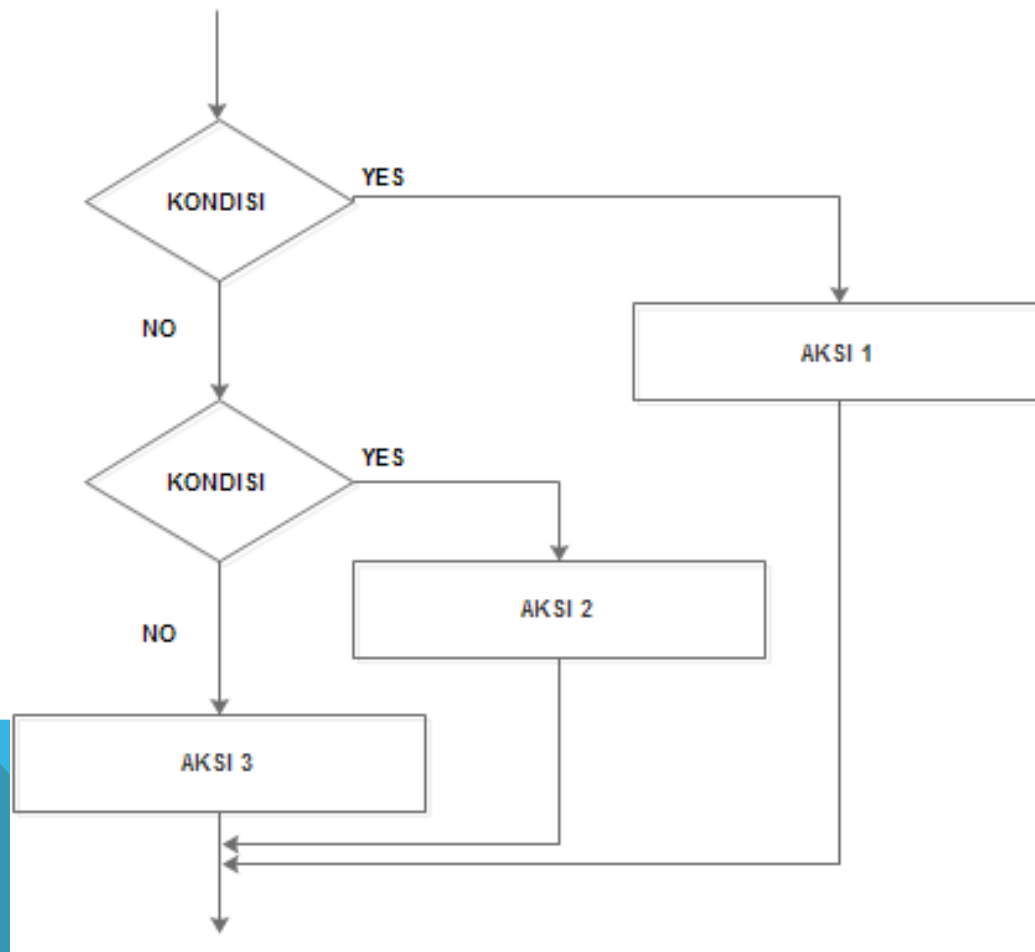 YES
KONDISI
NO
AKSI 1
YES
KONDISI
AKSI 2
NO
AKSI 3